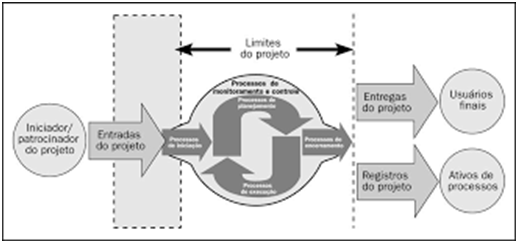 Limites
do projeto
Processos de
monitoramento e controle
Processos de
planejamento
Iniciador/
patrocinador
do projeto
Entradas
do projeto
Processos
de iniciação
Processos de
encerramento
Processos
de execução
Entregas
do projeto
Usuários
finais
Registros
do projeto
Ativos de
processos